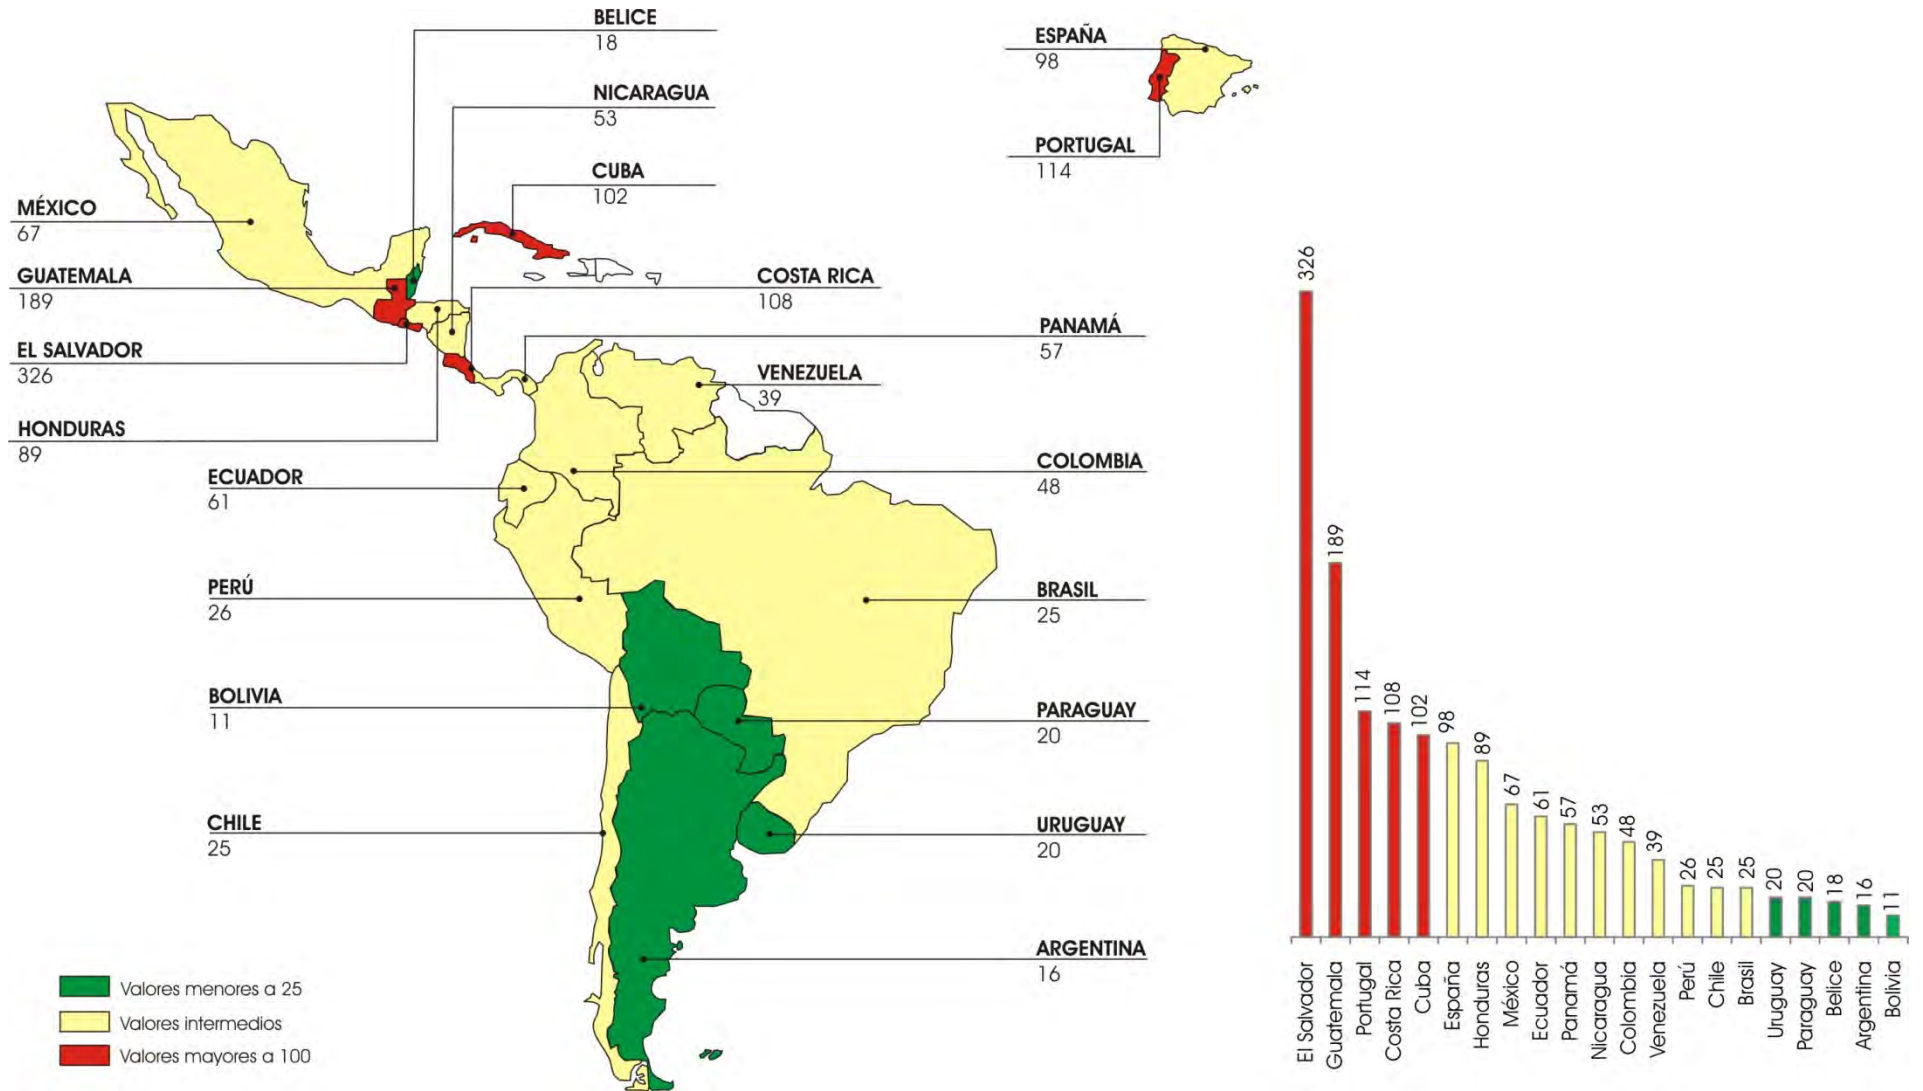 BELICE
18
NICARAGUA
53
CUBA
102
MÉXICO
67
GUATEMALA
189
EL SALVADOR
326
HONDURAS
89
COSTA RICA
108
PANAMÁ
57
VENEZUELA
39
ECUADOR
61
COLOMBIA
48
PERÚ
26
BRASIL
25
BOLIVIA
11
PARAGUAY
20
CHILE
25
URUGUAY
20
ARGENTINA
16
ESPAÑA
98
PORTUGAL
114
Valores menores a 25
Valores intermedios
Valores mayores a 100
326
189
114
108
102
98
89
67
61
57
53
48
39
26
25
25
20
20
18
16
11
El Salvador
Guatemala
Portugal
Costa Rica
Cuba
España
Honduras
México
Ecuador
Panamá
Nicaragua
Colombia
Venezuela
Perú
Chile
Brasil
Uruguay
Paraguay
Belice
Argentina
Bolivia